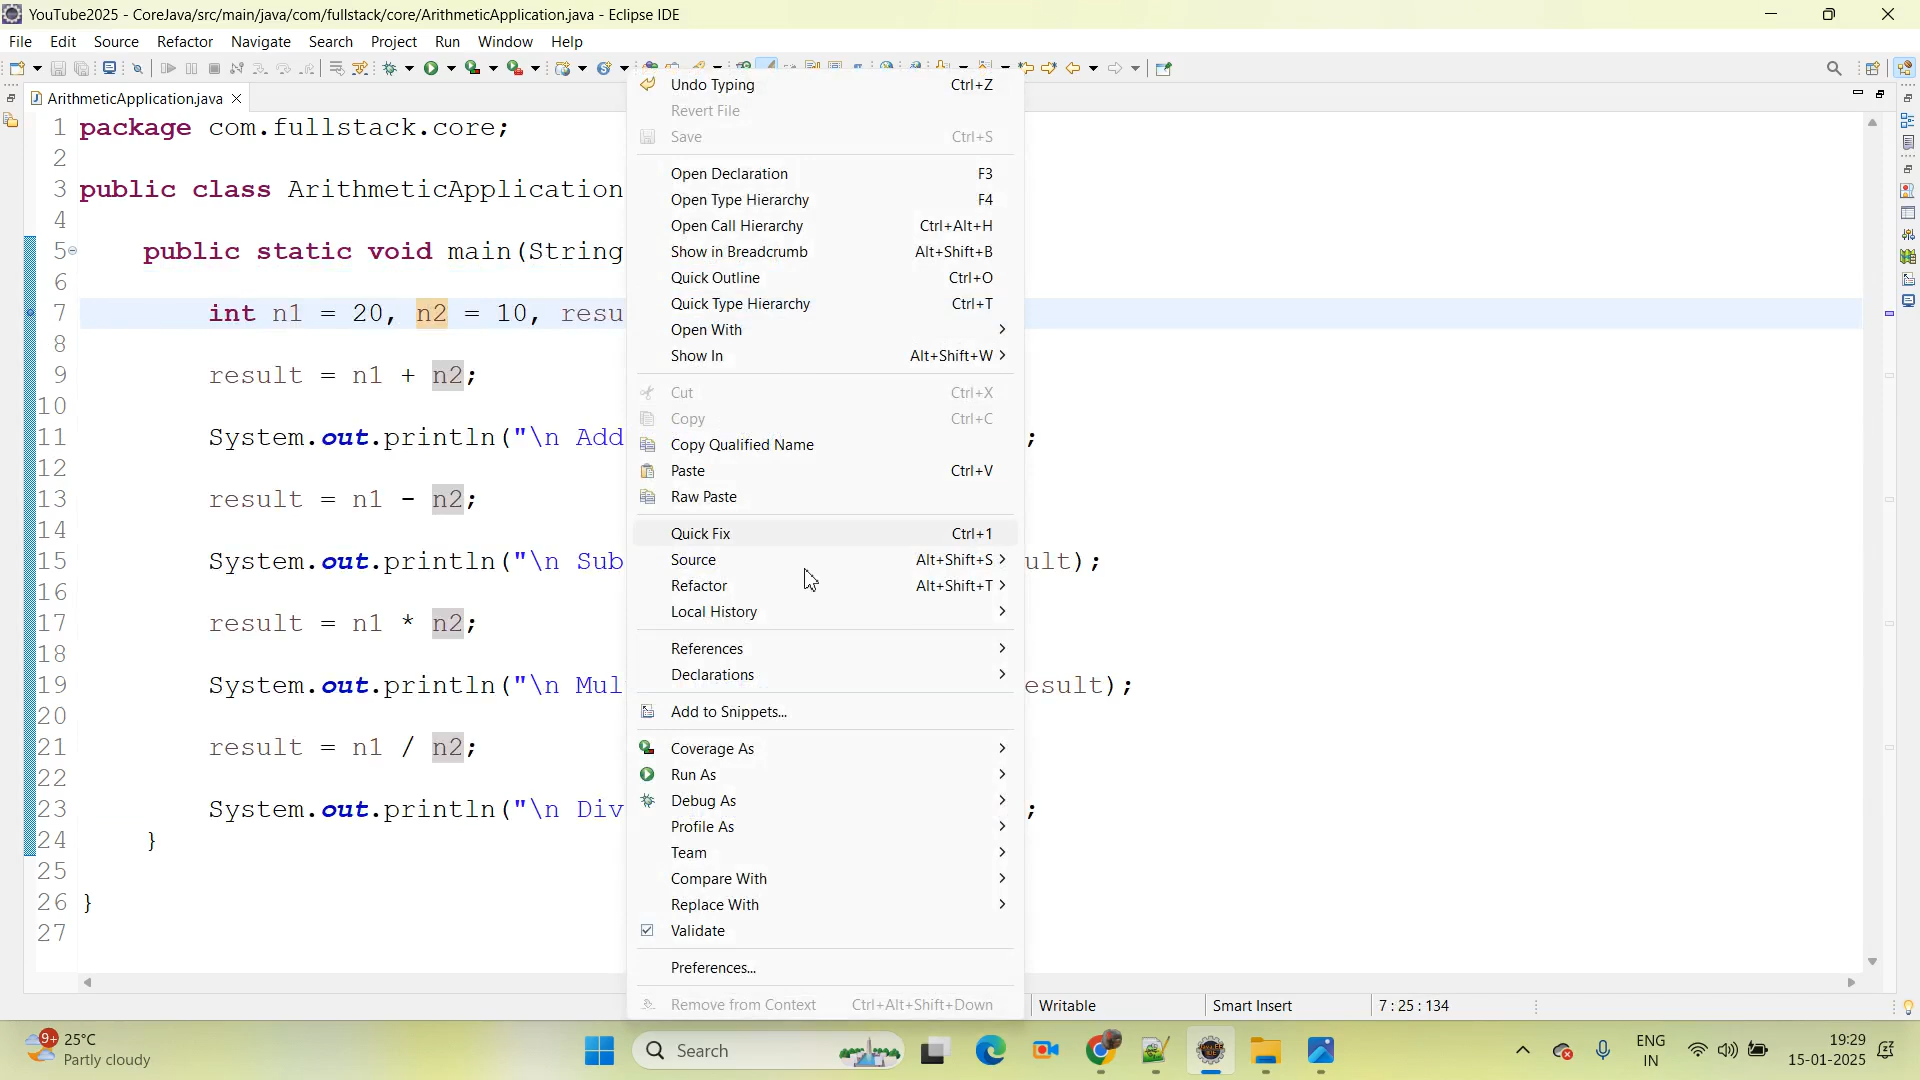 YouTube2025 - CoreJava/src/main/java/com/fullstack/core/ArithmeticApplication.java - Eclipse IDE
File Edit Source Refactor Navigate Search Project Run Window Help
ArithmeticApplication.java
1 package com.fullstack.core;
2
3 public class ArithmeticApplication
4
5 public static void main(String
6
7 int n1 = 20, n2 = 10, resu
8
9 result = n1 + n2;
10
11 System.out.println("\n Add ;
12
13 result = n1 - n2;
14
15 System.out.println("\n Sub ult);
16
17 result = n1 * n2;
18
19 System.out.println("\n Mul esult);
20
21 result = n1 / n2;
22
23 System.out.println("\n Div ;
24 }
25
26 }
27
Undo Typing Ctrl+Z
Revert File
Save Ctrl+S
Open Declaration F3
Open Type Hierarchy F4
Open Call Hierarchy Ctrl+Alt+H
Show in Breadcrumb Alt+Shift+B
Quick Outline Ctrl+O
Quick Type Hierarchy Ctrl+T
Open With
Show In Alt+Shift+W
Cut Ctrl+X
Copy Ctrl+C
Copy Qualified Name
Paste Ctrl+V
Raw Paste
Quick Fix Ctrl+1
Source Alt+Shift+S
Refactor Alt+Shift+T
Local History
References
Declarations
Add to Snippets...
Coverage As
Run As
Debug As
Profile As
Team
Compare With
Replace With
Validate
Preferences...
Remove from Context Ctrl+Alt+Shift+Down
Writable Smart Insert 7 : 25 : 134
9+ 25°C
Partly cloudy
Search
ENG
IN
19:29
15-01-2025